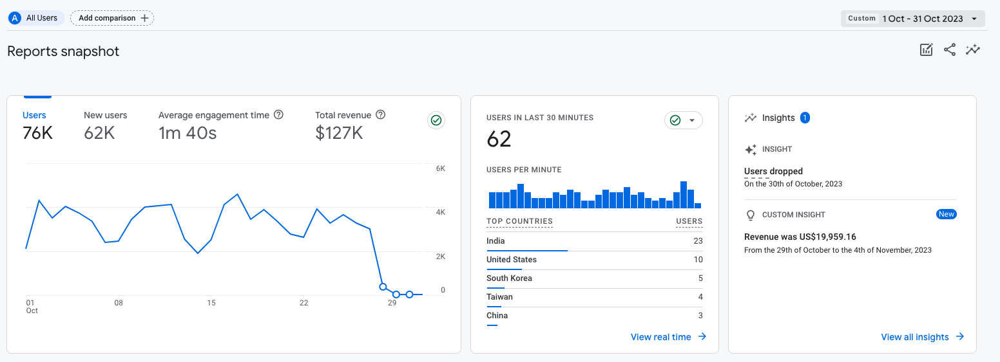 A All Users Add comparison +
Custom 1 Oct - 31 Oct 2023
Reports snapshot
Users
76K
New users
62K
Average engagement time
1m 40s
Total revenue
$127K
6K
4K
2K
0
01
Oct
08
15
22
29
USERS IN LAST 30 MINUTES
62
USERS PER MINUTE
TOP COUNTRIES USERS
India 23
United States 10
South Korea 5
Taiwan 4
China 3
View real time
Insights 1
INSIGHT
Users dropped
On the 30th of October, 2023
CUSTOM INSIGHT New
Revenue was US$19,959.16
From the 29th of October to the 4th of November, 2023
View all insights